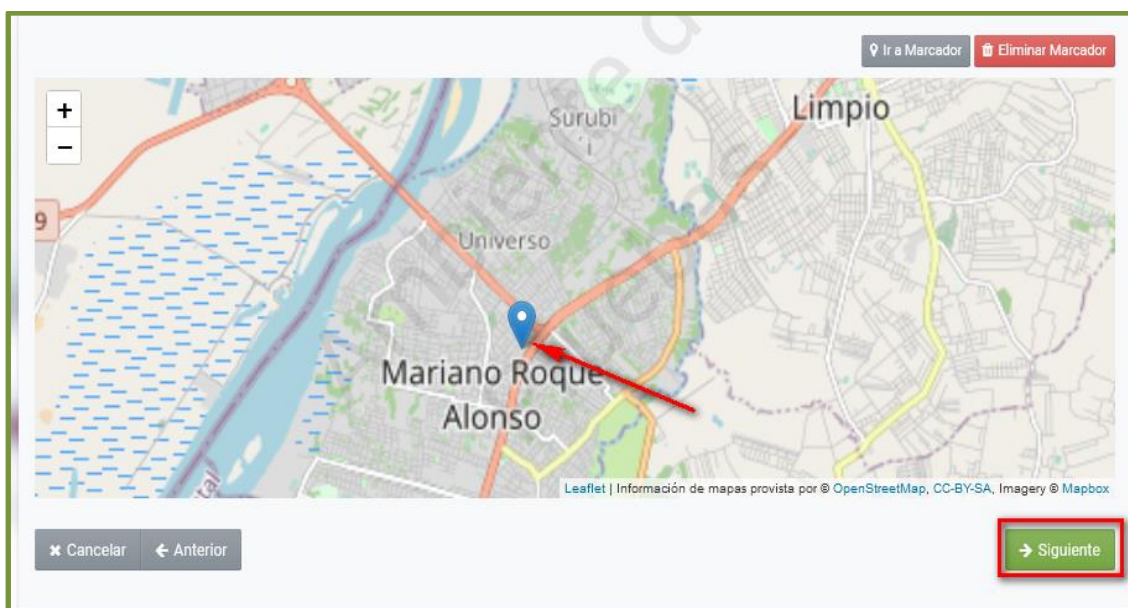 Ir a Marcador
Eliminar Marcador
+
Limpio
Surubi
´i
−
9
Universo
Mariano Roque
Alonso
Leaflet | Información de mapas provista por © OpenStreetMap, CC-BY-SA, Imagery © Mapbox
Cancelar
Anterior
Siguiente